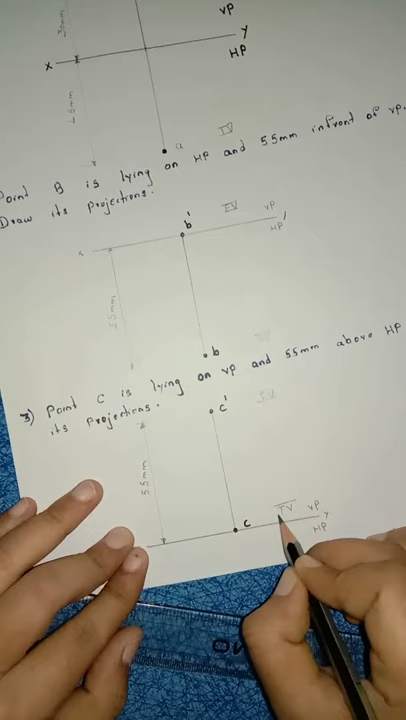 VP
X
Y
HP
a
TV
Point B is lying on HP and 55mm infront of VP.
Draw its projections.
b'
FV
VP
x
HP
55mm
b
3) Point C is lying on VP and 55mm above HP
its projections.
c'
55mm
TV
VP
Y
c
HP